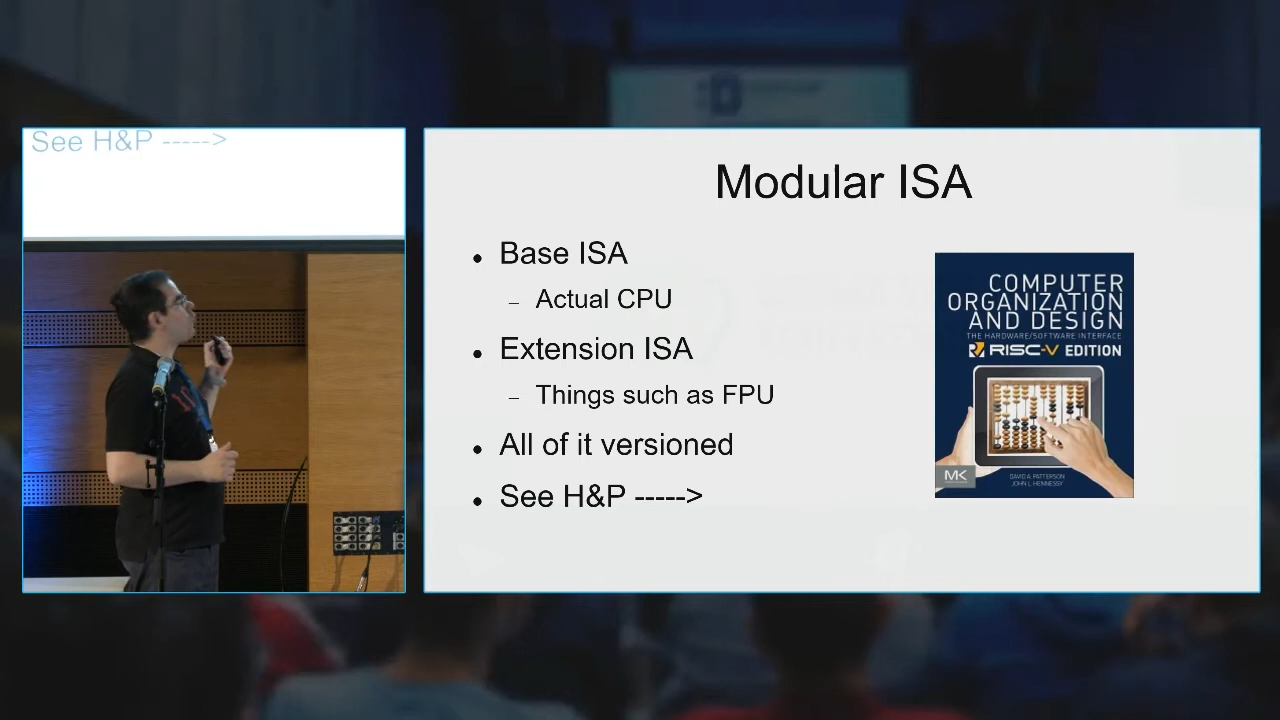 See H&P ----->
Modular ISA
● Base ISA
– Actual CPU
● Extension ISA
– Things such as FPU
● All of it versioned
● See H&P ----->
COMPUTER
ORGANIZATION
AND DESIGN
THE HARDWARE/SOFTWARE INTERFACE
RISC-V EDITION
MK
DAVID A. PATTERSON
JOHN L. HENNESSY